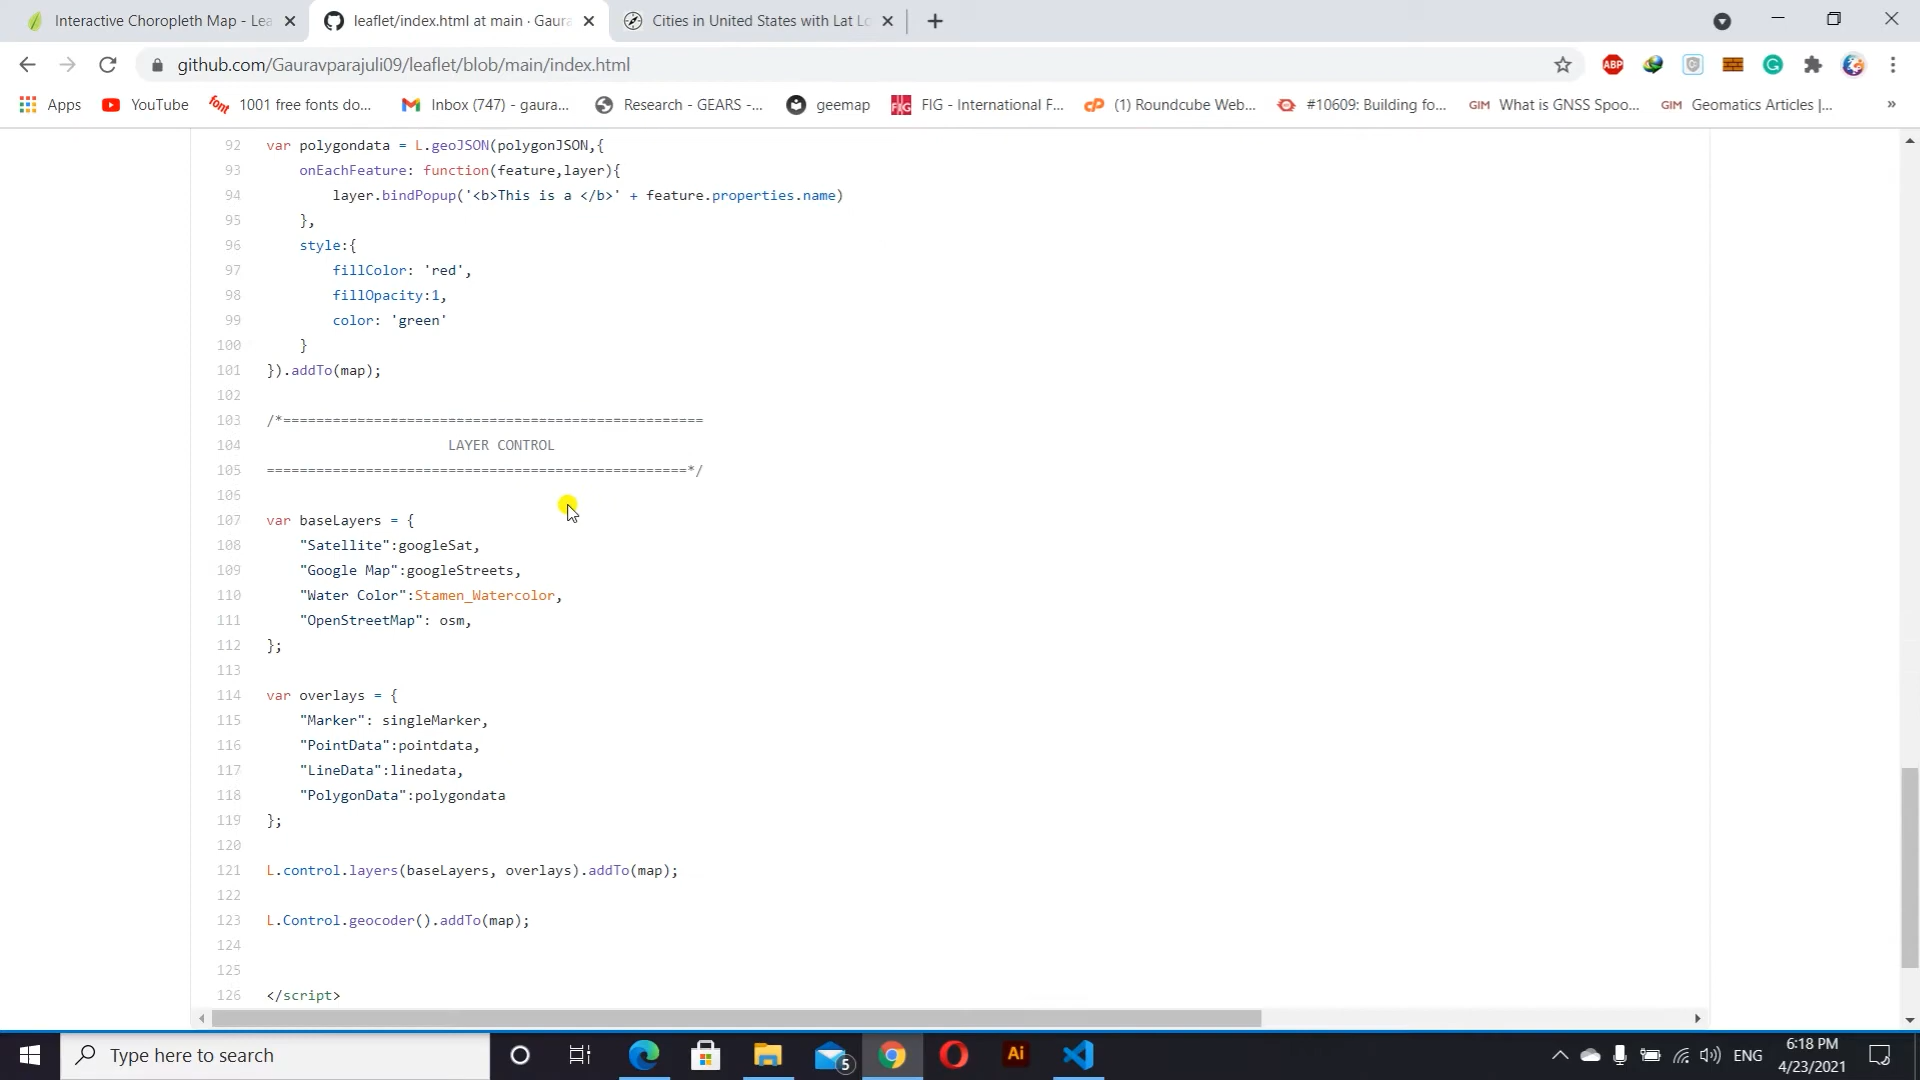 Interactive Choropleth Map - Lea
leaflet/index.html at main · Gaura
Cities in United States with Lat Lo
github.com/Gauravparajuli09/leaflet/blob/main/index.html
ABP
Apps
YouTube
font
1001 free fonts do...
Inbox (747) - gaura...
Research - GEARS -...
geemap
FIG
FIG - International F...
cP
(1) Roundcube Web...
#10609: Building fo...
GIM
What is GNSS Spoo...
GIM
Geomatics Articles |...
»
92 var polygondata = L.geoJSON(polygonJSON,{
93 onEachFeature: function(feature,layer){
94 layer.bindPopup('<b>This is a </b>' + feature.properties.name)
95 },
96 style:{
97 fillColor: 'red',
98 fillOpacity:1,
99 color: 'green'
100 }
101 }).addTo(map);
102
103 /*===================================================
104 LAYER CONTROL
105 ===================================================*/
106
107 var baseLayers = {
108 "Satellite":googleSat,
109 "Google Map":googleStreets,
110 "Water Color":Stamen_Watercolor,
111 "OpenStreetMap": osm,
112 };
113
114 var overlays = {
115 "Marker": singleMarker,
116 "PointData":pointdata,
117 "LineData":linedata,
118 "PolygonData":polygondata
119 };
120
121 L.control.layers(baseLayers, overlays).addTo(map);
122
123 L.Control.geocoder().addTo(map);
124
125
126 </script>
Type here to search
5
Ai
ENG
6:18 PM
4/23/2021